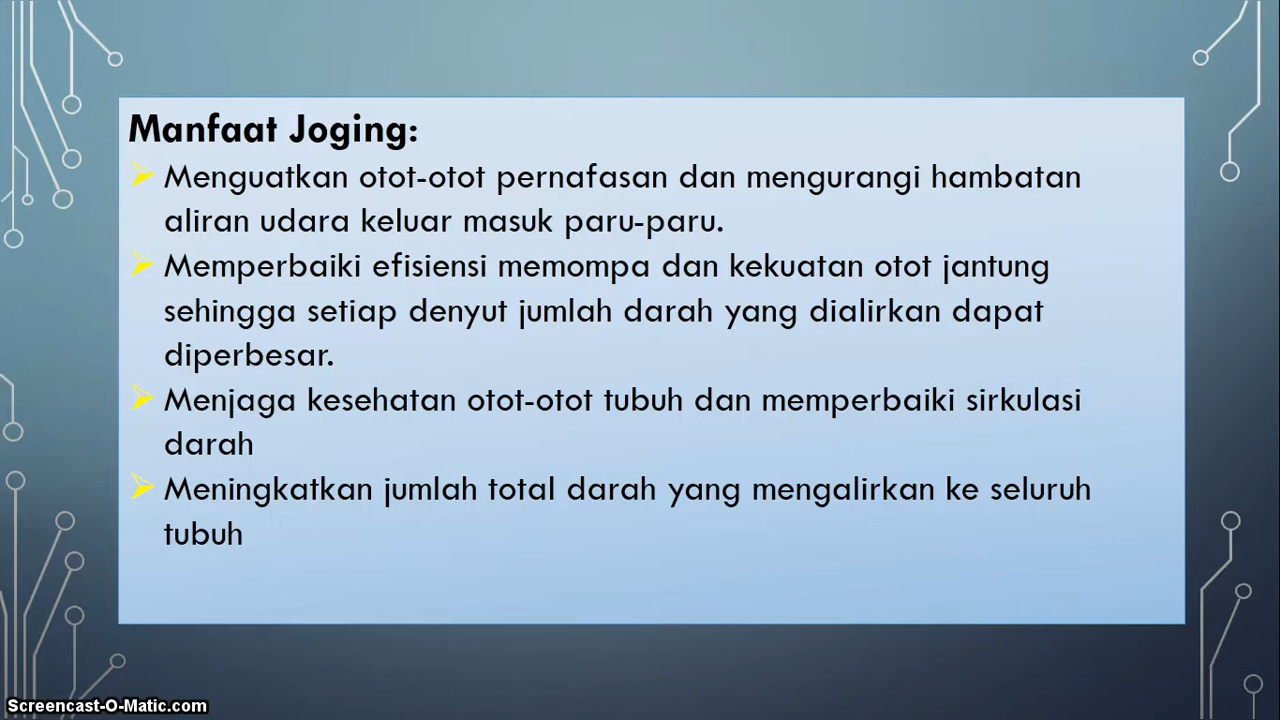 Manfaat Joging:
Menguatkan otot-otot pernafasan dan mengurangi hambatan
aliran udara keluar masuk paru-paru.
Memperbaiki efisiensi memompa dan kekuatan otot jantung
sehingga setiap denyut jumlah darah yang dialirkan dapat
diperbesar.
Menjaga kesehatan otot-otot tubuh dan memperbaiki sirkulasi
darah
Meningkatkan jumlah total darah yang mengalirkan ke seluruh
tubuh
Screencast-O-Matic.com